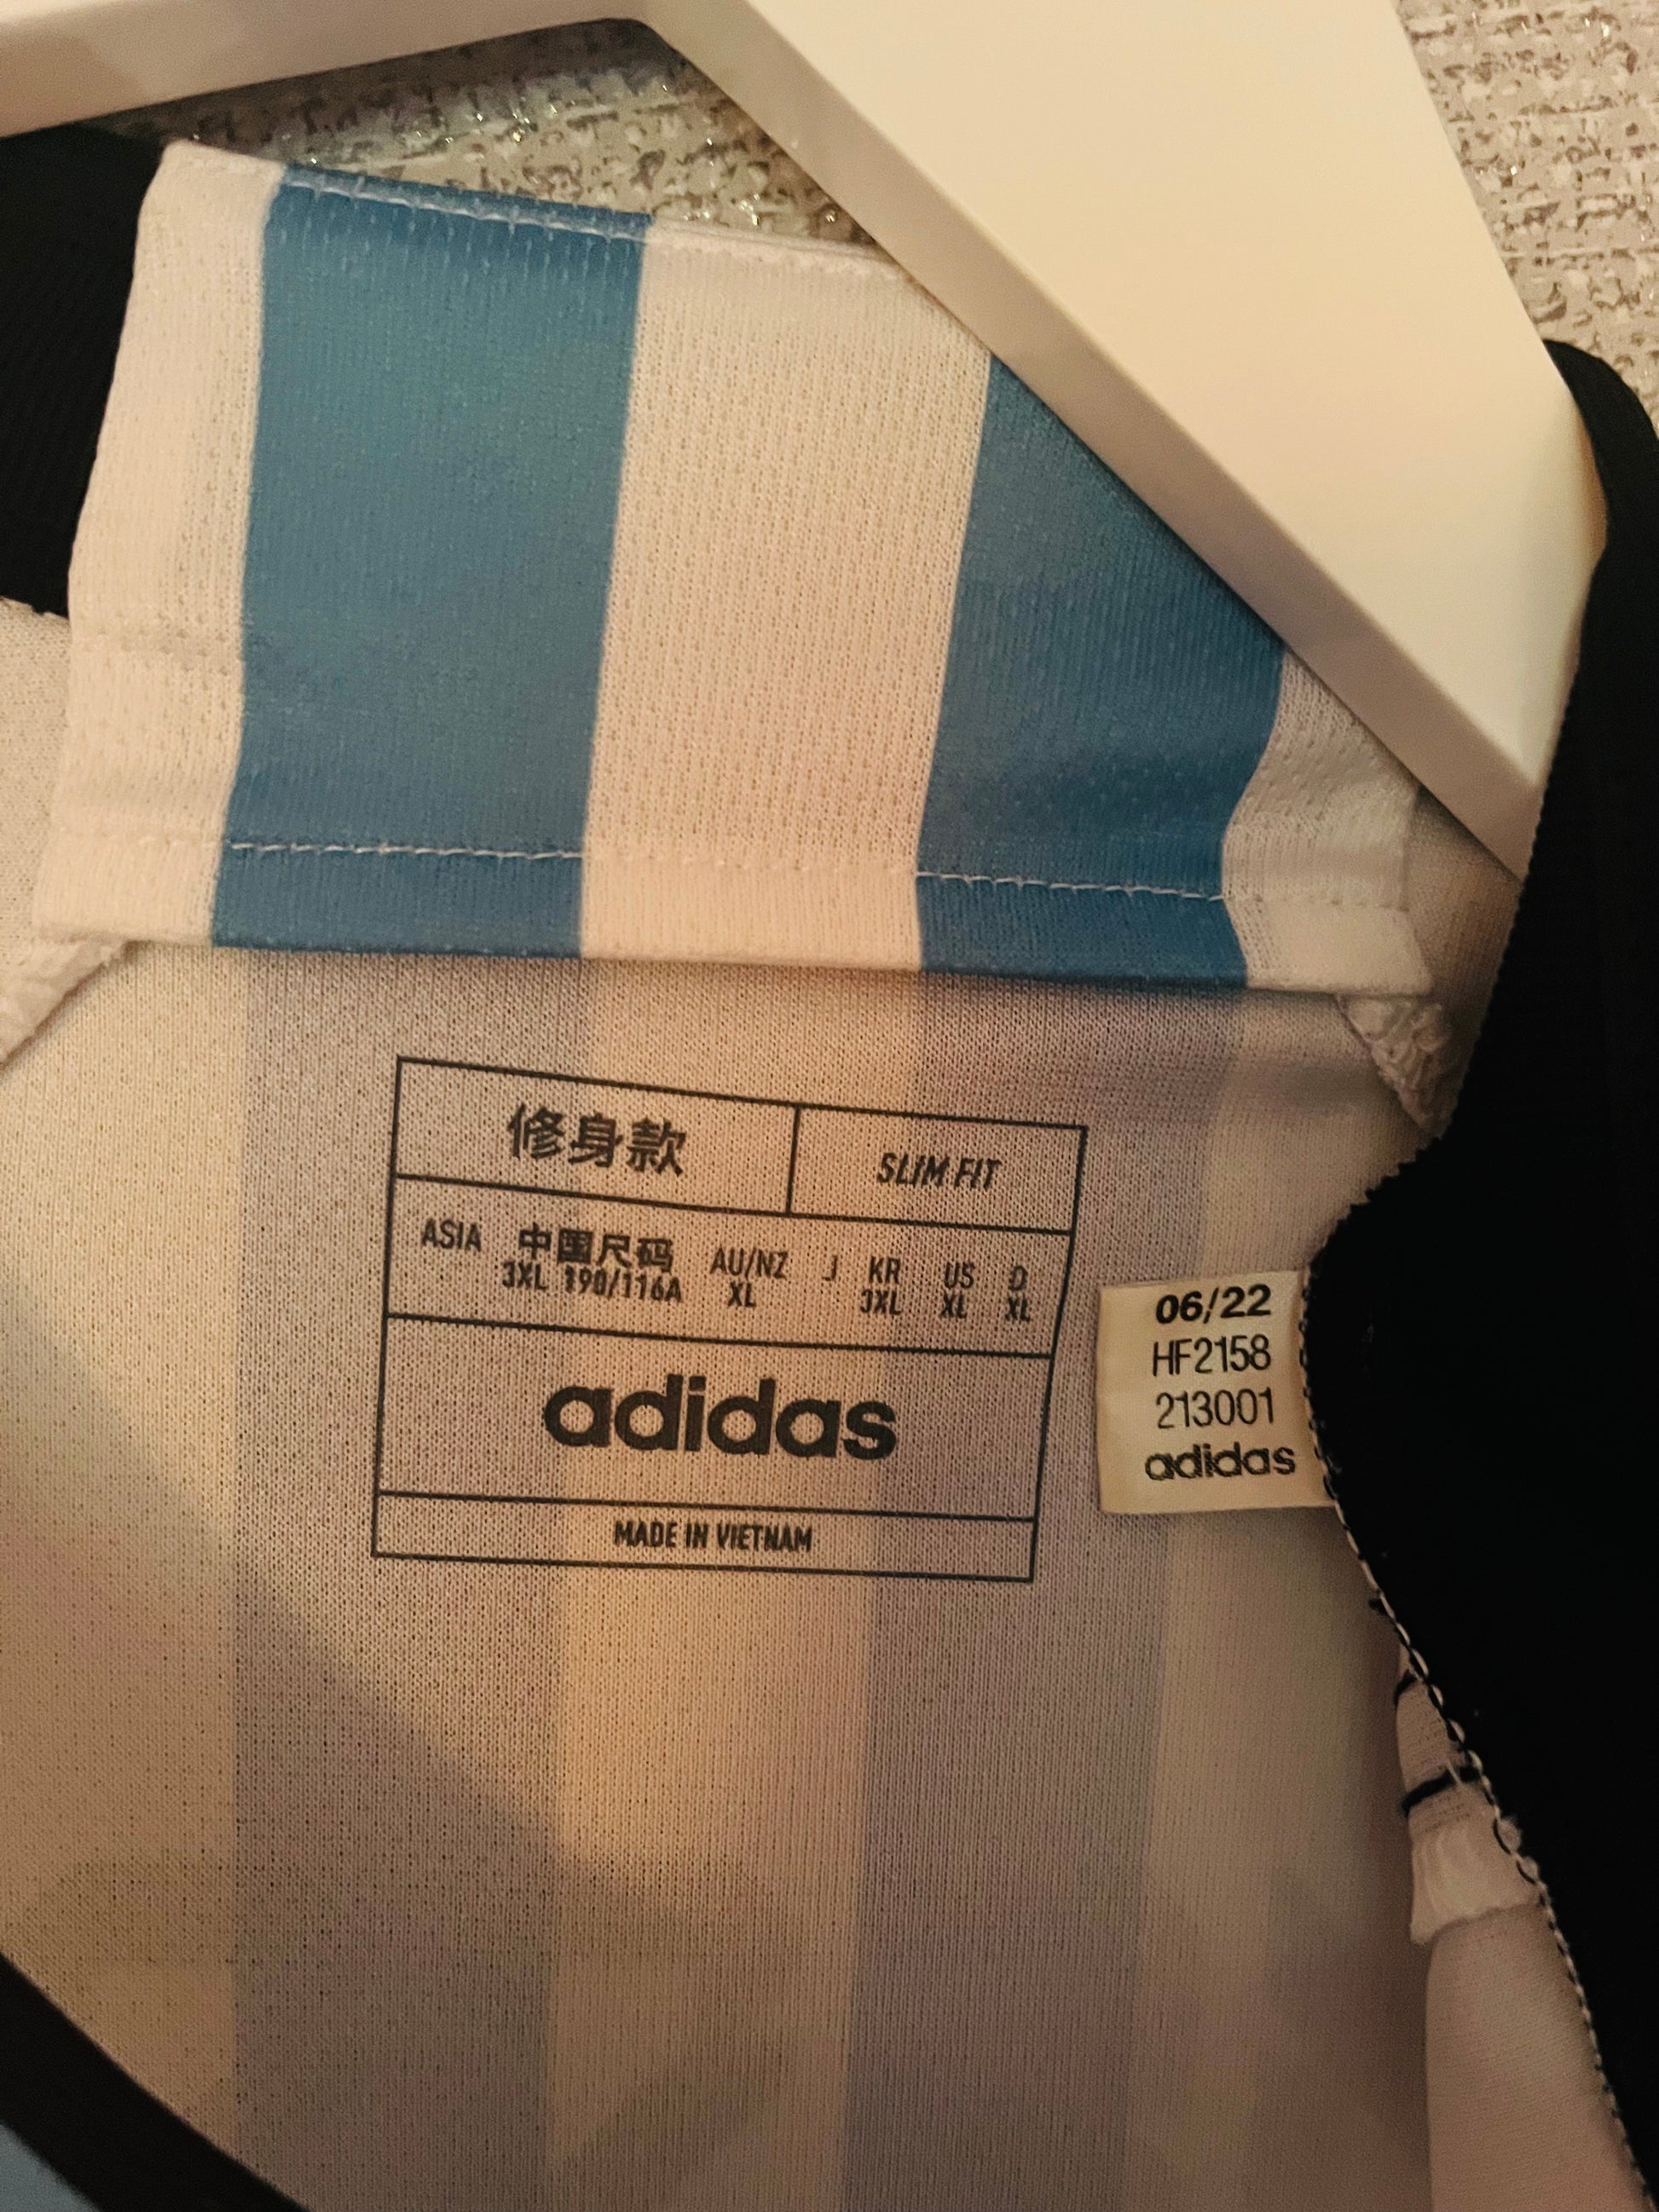 修身款 SLIM FIT
ASIA 中国尺码 AU/NZ J KR US D
3XL 190/116A XL 3XL XL XL
adidas
MADE IN VIETNAM
06/22
HF2158
213001
adidas